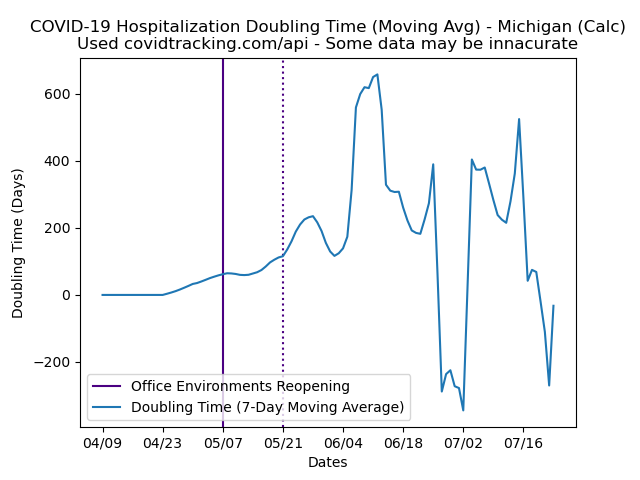 COVID-19 Hospitalization Doubling Time (Moving Avg) - Michigan (Calc)
Used covidtracking.com/api - Some data may be innacurate
Doubling Time (Days)
600
400
200
0
−200
Office Environments Reopening
Doubling Time (7-Day Moving Average)
04/09 04/23 05/07 05/21 06/04 06/18 07/02 07/16
Dates